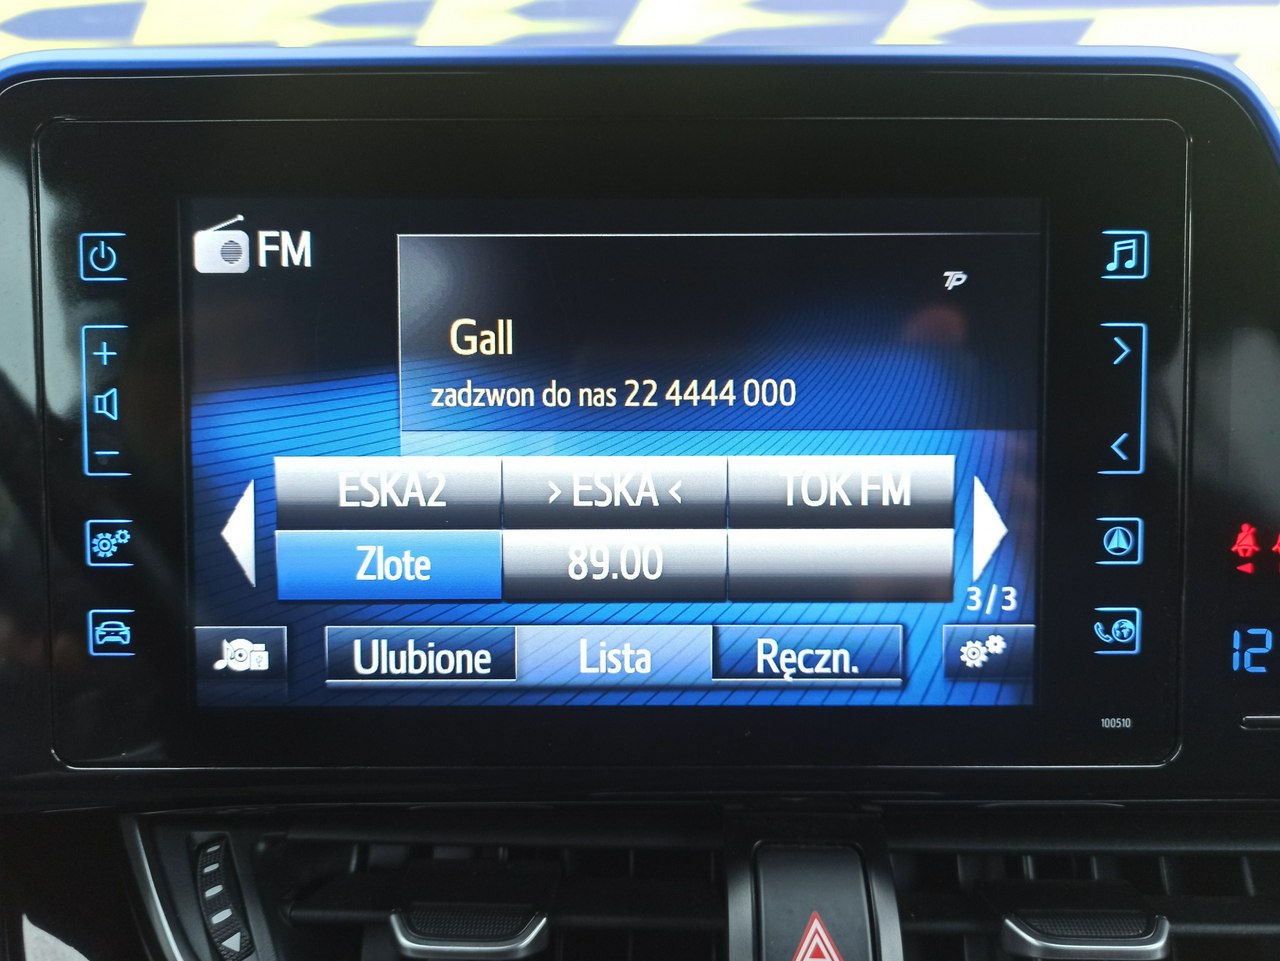 FM
TP
Gall
zadzwon do nas 22 4444 000
ESKA2 > ESKA < TOK FM
Zlote 89.00
3/3
Ulubione Lista Ręczn.
100510
12